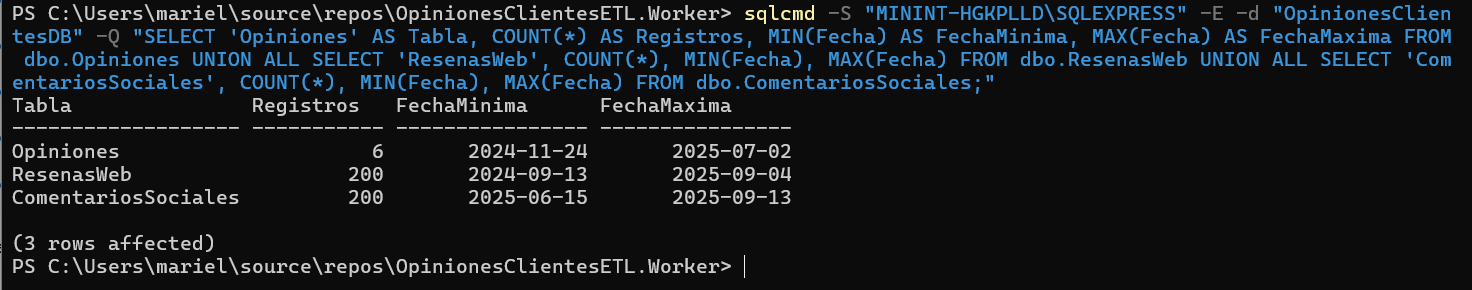 PS C:\Users\mariel\source\repos\OpinionesClientesETL.Worker> sqlcmd -S "MININT-HGKPLLD\SQLEXPRESS" -E -d "OpinionesClien
tesDB" -Q "SELECT 'Opiniones' AS Tabla, COUNT(*) AS Registros, MIN(Fecha) AS FechaMinima, MAX(Fecha) AS FechaMaxima FROM
 dbo.Opiniones UNION ALL SELECT 'ResenasWeb', COUNT(*), MIN(Fecha), MAX(Fecha) FROM dbo.ResenasWeb UNION ALL SELECT 'Com
entariosSociales', COUNT(*), MIN(Fecha), MAX(Fecha) FROM dbo.ComentariosSociales;"
Tabla               Registros   FechaMinima      FechaMaxima
------------------- ----------- ---------------- ----------------
Opiniones                     6       2024-11-24       2025-07-02
ResenasWeb                  200       2024-09-13       2025-09-04
ComentariosSociales         200       2025-06-15       2025-09-13

(3 rows affected)
PS C:\Users\mariel\source\repos\OpinionesClientesETL.Worker>